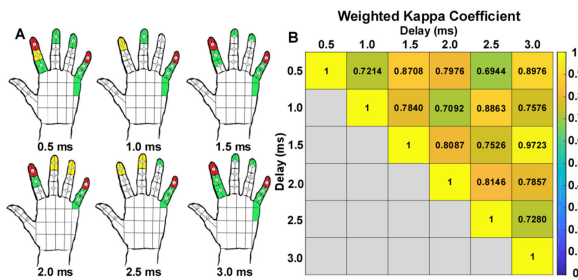 Weighted Kappa Coefficient
A
B
Delay (ms)
0.5 1.0 1.5 2.0 2.5 3.0
0.5 1 0.7214 0.8708 0.7976 0.6944 0.8976
1.0 1 0.7840 0.7092 0.8863 0.7576
1.5 1 0.8087 0.7526 0.9723
2.0 1 0.8146 0.7857
2.5 1 0.7280
3.0 1
Delay (ms)
0.5 ms 1.0 ms 1.5 ms
2.0 ms 2.5 ms 3.0 ms